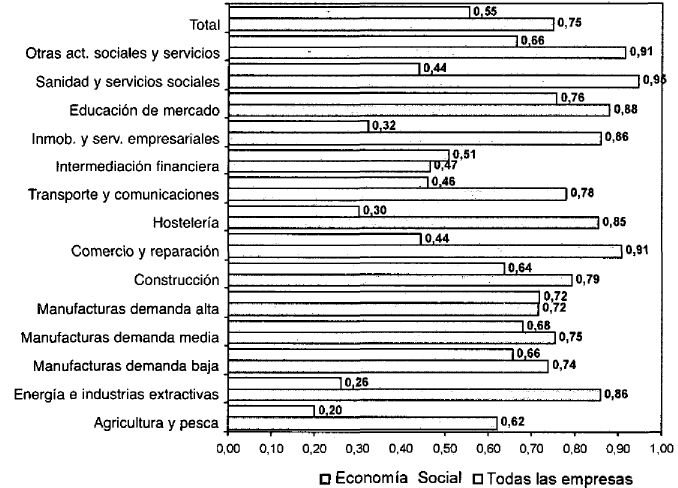 0,55
Total 0,75
0,66
Otras act. sociales y servicios 0,91
0,44
Sanidad y servicios sociales 0,95
0,76
Educación de mercado 0,88
0,32
Inmob. y serv. empresariales 0,86
0,51
Intermediación financiera 0,47
0,46
Transporte y comunicaciones 0,78
0,30
Hostelería 0,85
0,44
Comercio y reparación 0,91
0,64
Construcción 0,79
0,72
Manufacturas demanda alta 0,72
0,68
Manufacturas demanda media 0,75
0,66
Manufacturas demanda baja 0,74
0,26
Energía e industrias extractivas 0,86
0,20
Agricultura y pesca 0,62
0,00 0,10 0,20 0,30 0,40 0,50 0,60 0,70 0,80 0,90 1,00
Economía Social Todas las empresas